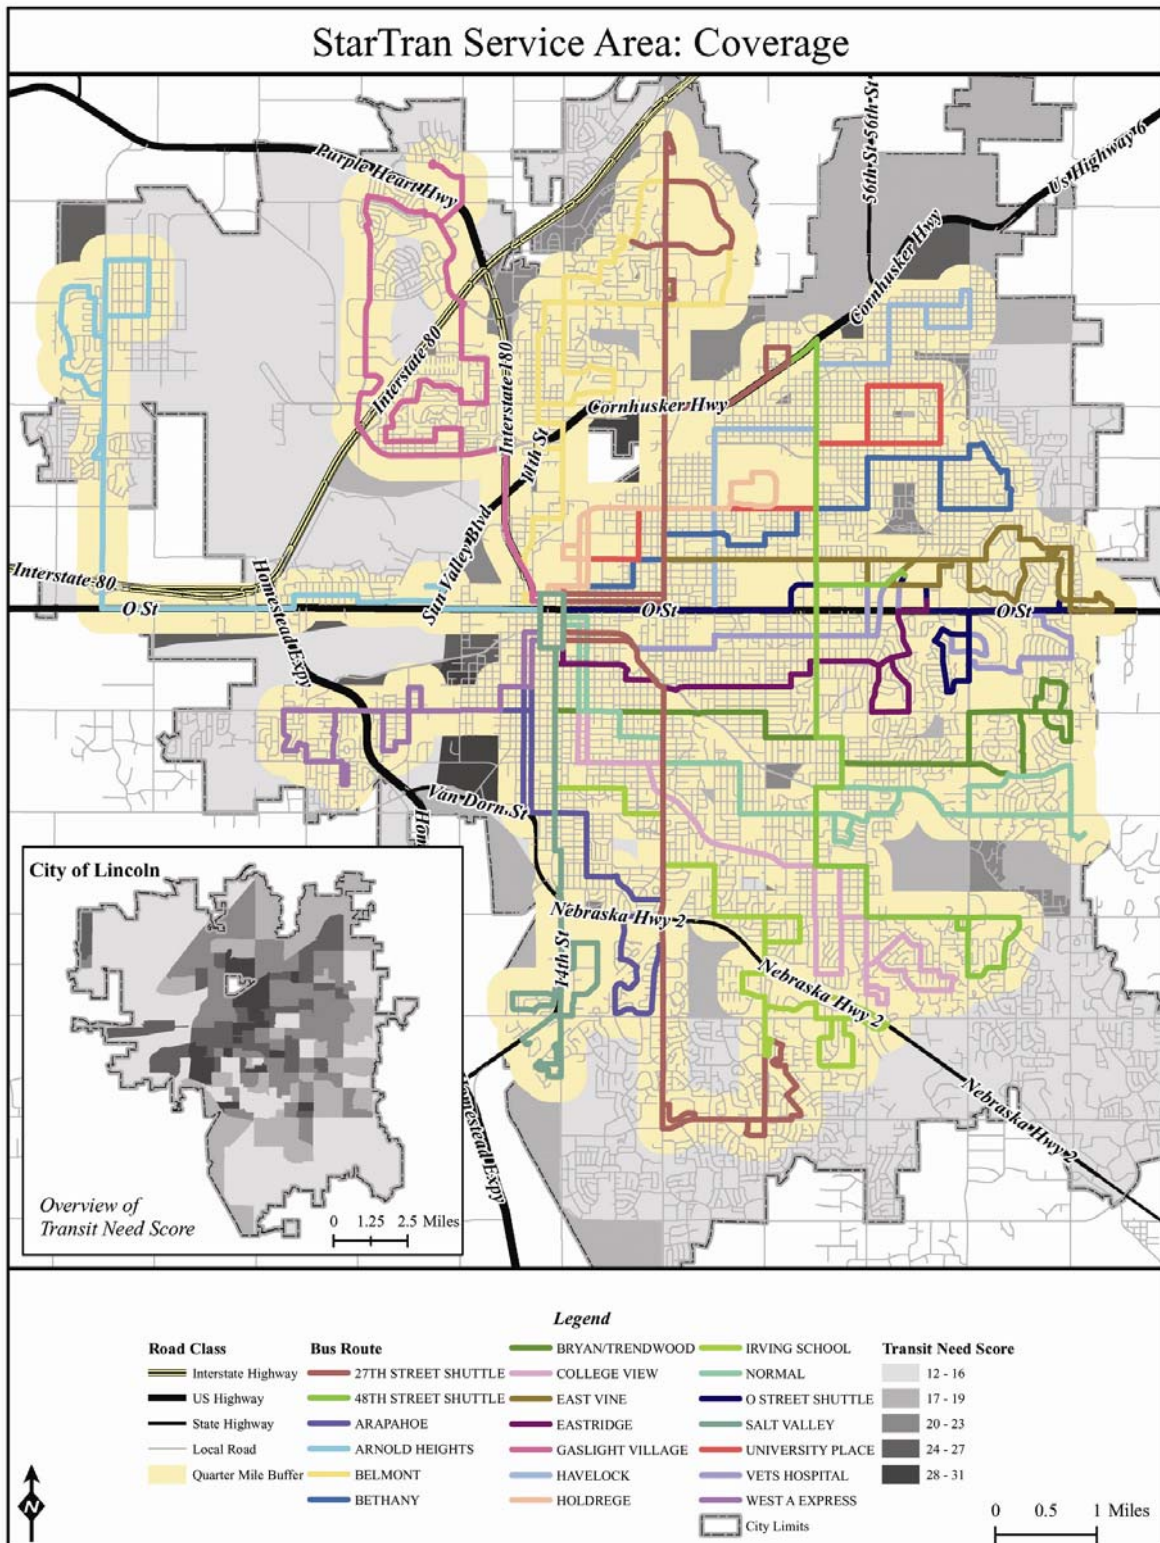 StarTran Service Area: Coverage
56th St
56th St
Us Highway 6
Purple Heart Hwy
Cornhusker Hwy
Interstate-80
Interstate-180
Cornhusker Hwy
11th St
Sun Valley Blvd
Interstate-80
Homestead Expy
O St
O St
O St
Van Dorn St
Hom
City of Lincoln
Nebraska Hwy 2
14th St
Nebraska Hwy 2
Nebraska Hwy 2
Homestead Expy
Overview of
Transit Need Score
0 1.25 2.5 Miles
Legend
Road Class
Interstate Highway
US Highway
State Highway
Local Road
Quarter Mile Buffer
Bus Route
27TH STREET SHUTTLE
48TH STREET SHUTTLE
ARAPAHOE
ARNOLD HEIGHTS
BELMONT
BETHANY
BRYAN/TRENDWOOD
COLLEGE VIEW
EAST VINE
EASTRIDGE
GASLIGHT VILLAGE
HAVELOCK
HOLDREGE
IRVING SCHOOL
NORMAL
O STREET SHUTTLE
SALT VALLEY
UNIVERSITY PLACE
VETS HOSPITAL
WEST A EXPRESS
City Limits
Transit Need Score
12 - 16
17 - 19
20 - 23
24 - 27
28 - 31
N
0 0.5 1 Miles